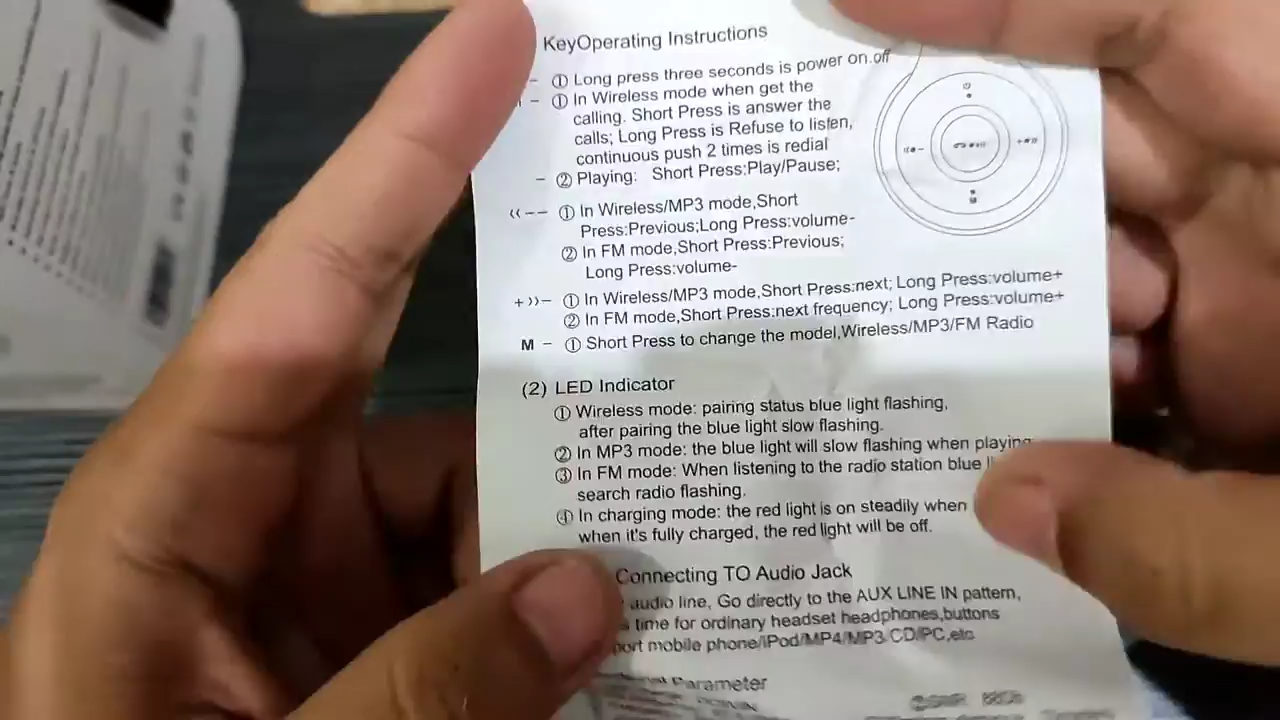 KeyOperating Instructions
- ① Long press three seconds is power on.off
- ① In Wireless mode when get the
calling. Short Press is answer the
calls; Long Press is Refuse to listen,
continuous push 2 times is redial
- ② Playing: Short Press:Play/Pause;
‹‹ - - ① In Wireless/MP3 mode,Short
Press:Previous;Long Press:volume-
② In FM mode,Short Press:Previous;
Long Press:volume-
+ ›› - ① In Wireless/MP3 mode,Short Press:next; Long Press:volume+
② In FM mode,Short Press:next frequency; Long Press:volume+
M - ① Short Press to change the model,Wireless/MP3/FM Radio
(2) LED Indicator
① Wireless mode: pairing status blue light flashing,
after pairing the blue light slow flashing.
② In MP3 mode: the blue light will slow flashing when playing
③ In FM mode: When listening to the radio station blue
search radio flashing.
④ In charging mode: the red light is on steadily when
when it's fully charged, the red light will be off.
Connecting TO Audio Jack
audio line, Go directly to the AUX LINE IN pattern,
time for ordinary headset headphones,buttons
mobile phone/iPod/MP4/MP3/CD/PC,etc
Parameter